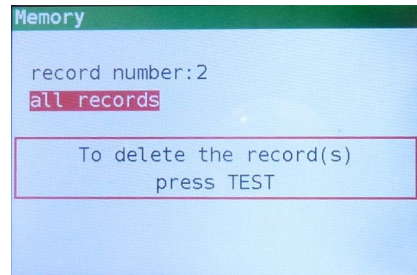 Memory
record number:2
all records
To delete the record(s)
press TEST